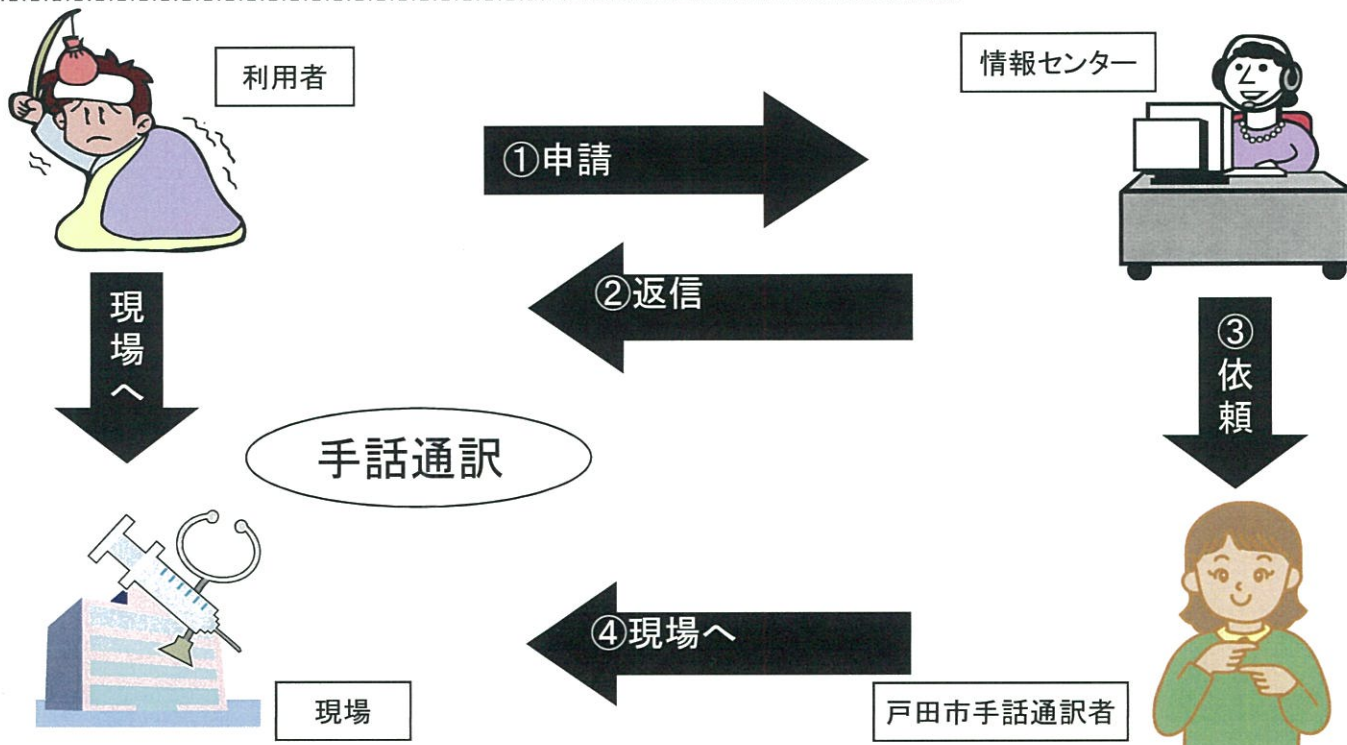 利用者
情報センター
①申請
②返信
現場へ
③依頼
手話通訳
④現場へ
現場
戸田市手話通訳者